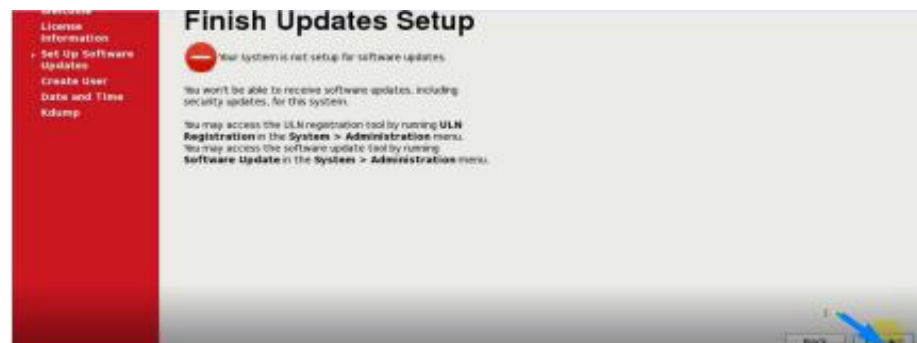 Welcome
License
Information
Set Up Software
Updates
Create User
Date and Time
Kdump
Finish Updates Setup
Your system is not setup for software updates.
You won't be able to receive software updates, including
security updates, for this system.
You may access the ULN registration tool by running ULN
Registration in the System > Administration menu.
You may access the software update tool by running
Software Update in the System > Administration menu.
1
Back